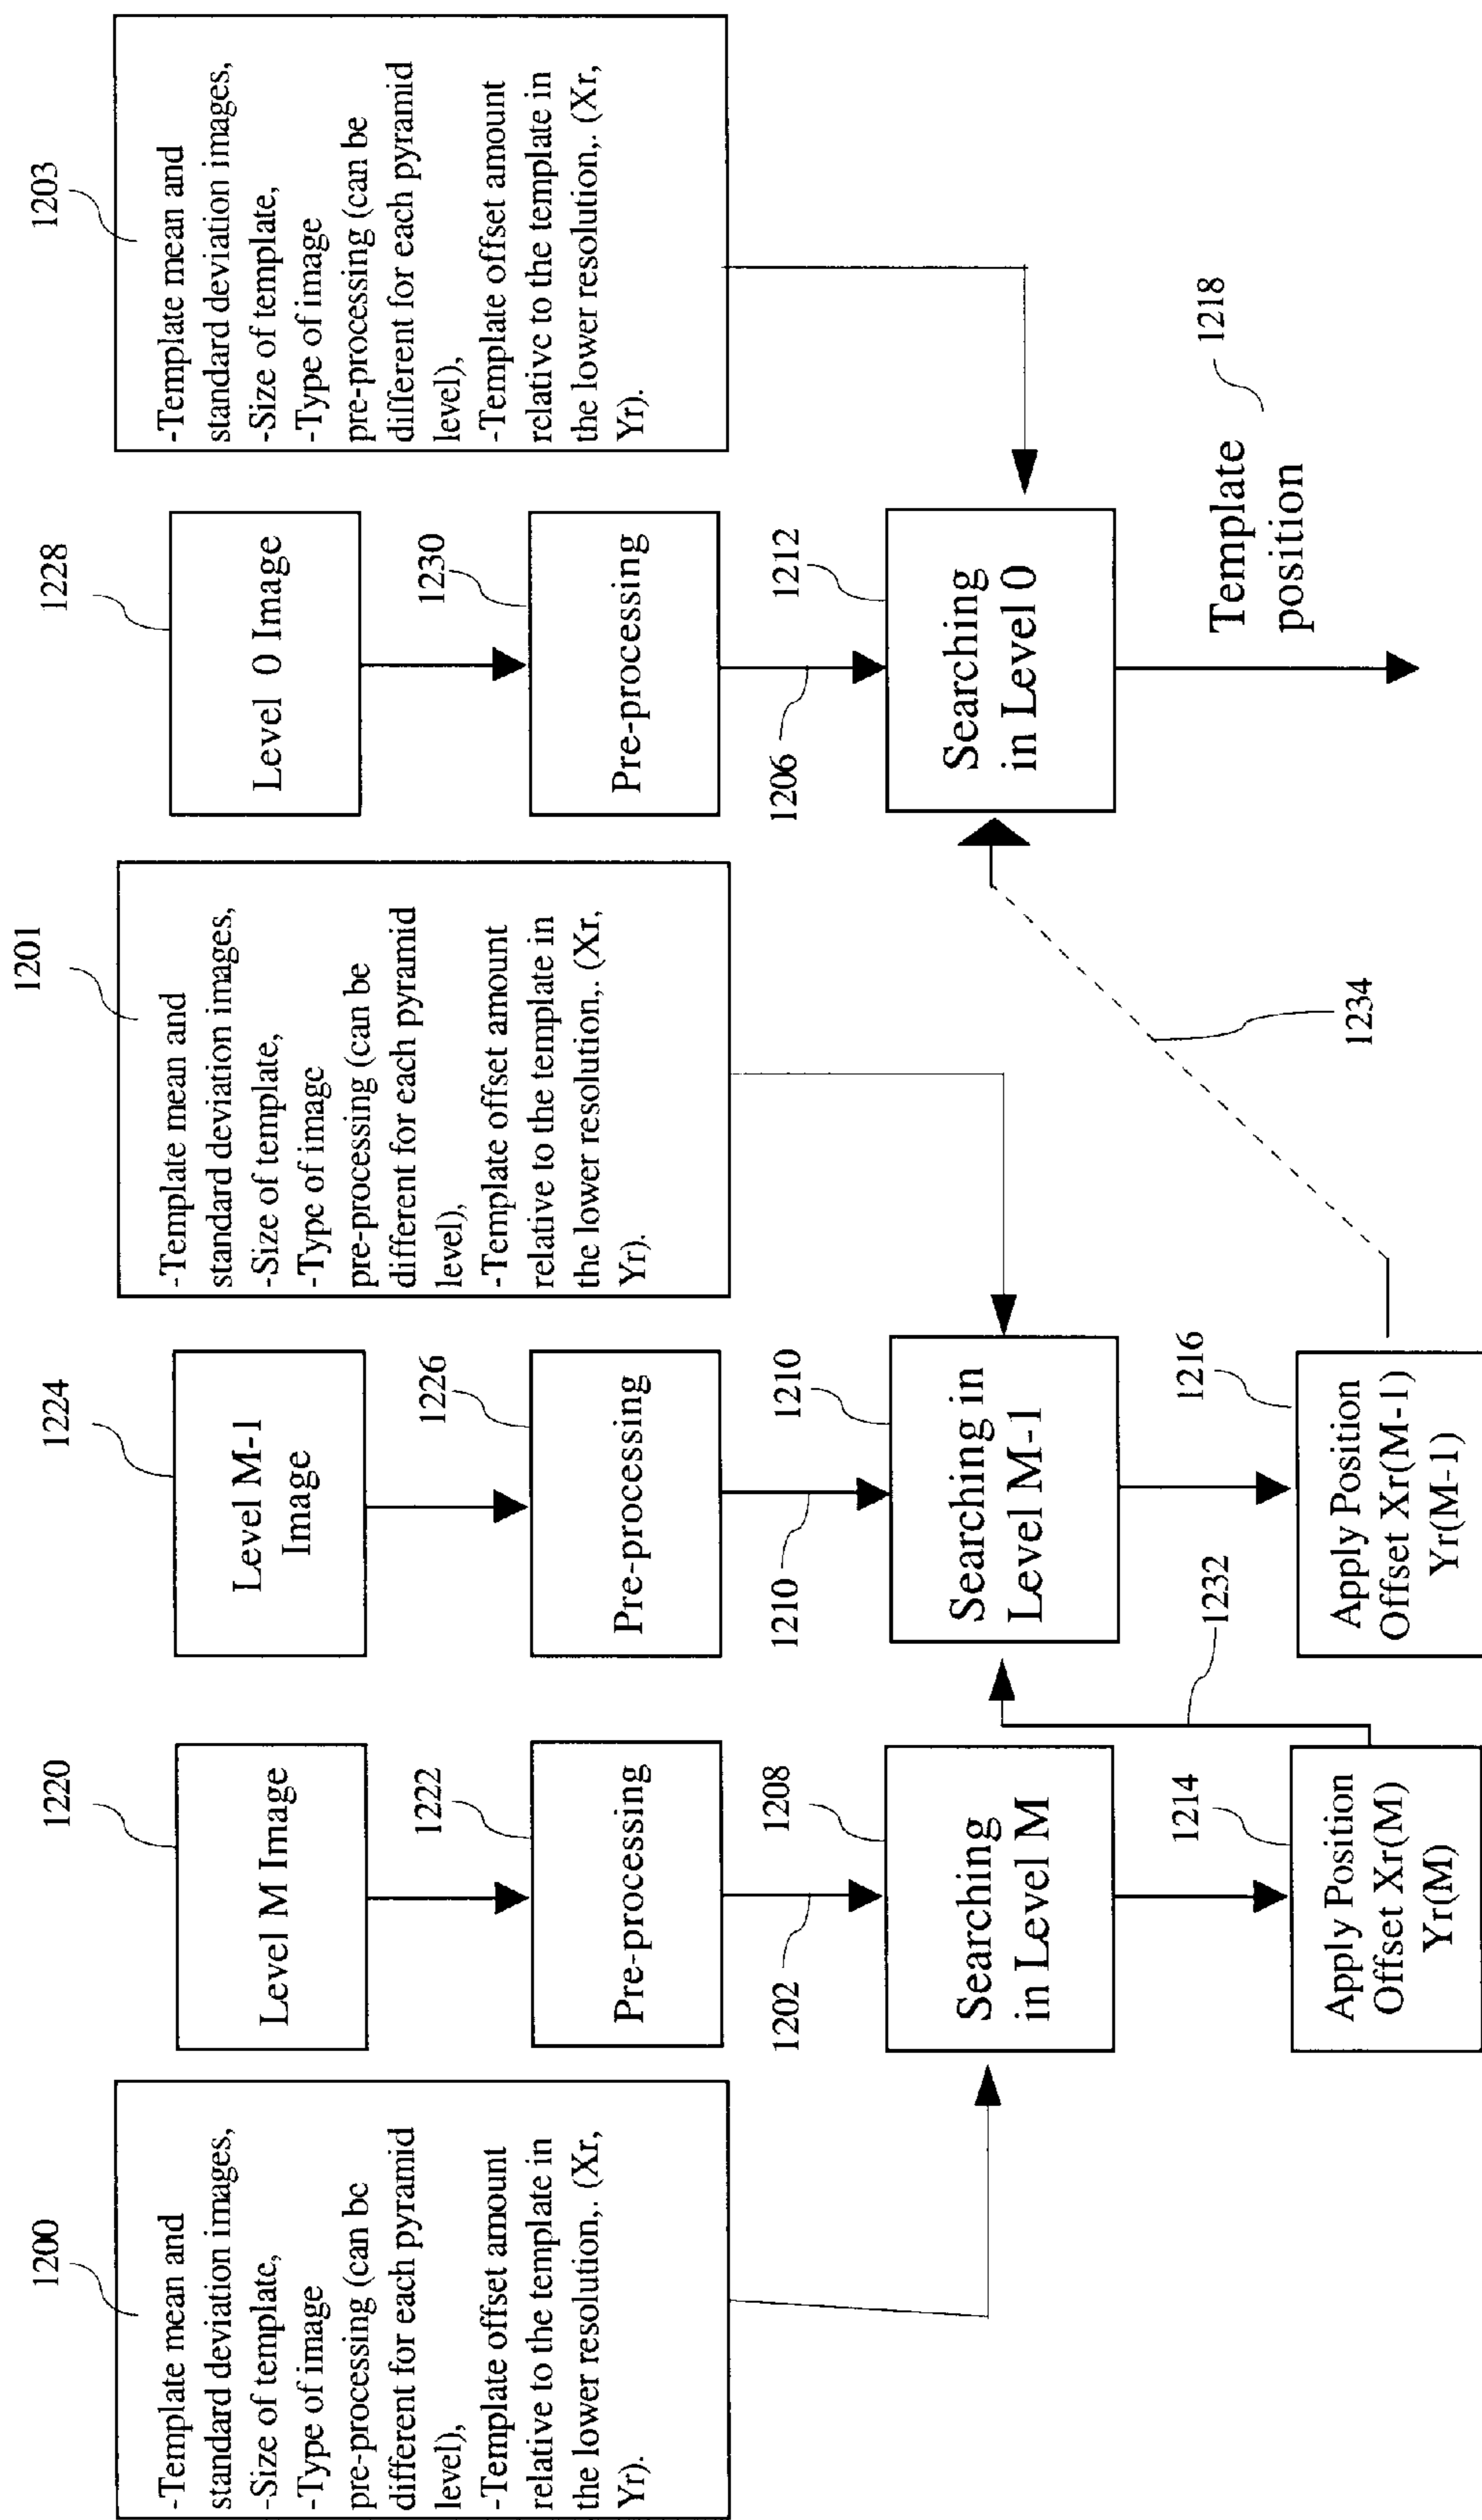 1200
-Template mean and
standard deviation images,
-Size of template,
-Type of image
pre-processing (can be
different for each pyramid
level),
-Template offset amount
relative to the template in
the lower resolution,. (Xr,
Yr).
1220
Level M Image
1222
Pre-processing
1202
1208
Searching
in Level M
1214
Apply Position
Offset Xr(M)
Yr(M)
1232
1224
Level M-1
Image
1226
Pre-processing
1210
1210
Searching in
Level M-1
1216
Apply Position
Offset Xr(M-1)
Yr(M-1)
1234
1201
-Template mean and
standard deviation images,
-Size of template,
-Type of image
pre-processing (can be
different for each pyramid
level),
-Template offset amount
relative to the template in
the lower resolution,. (Xr,
Yr).
1228
Level 0 Image
1230
Pre-processing
1206
1212
Searching
in Level 0
Template
position
1218
1203
-Template mean and
standard deviation images,
-Size of template,
-Type of image
pre-processing (can be
different for each pyramid
level),
-Template offset amount
relative to the template in
the lower resolution,. (Xr,
Yr).